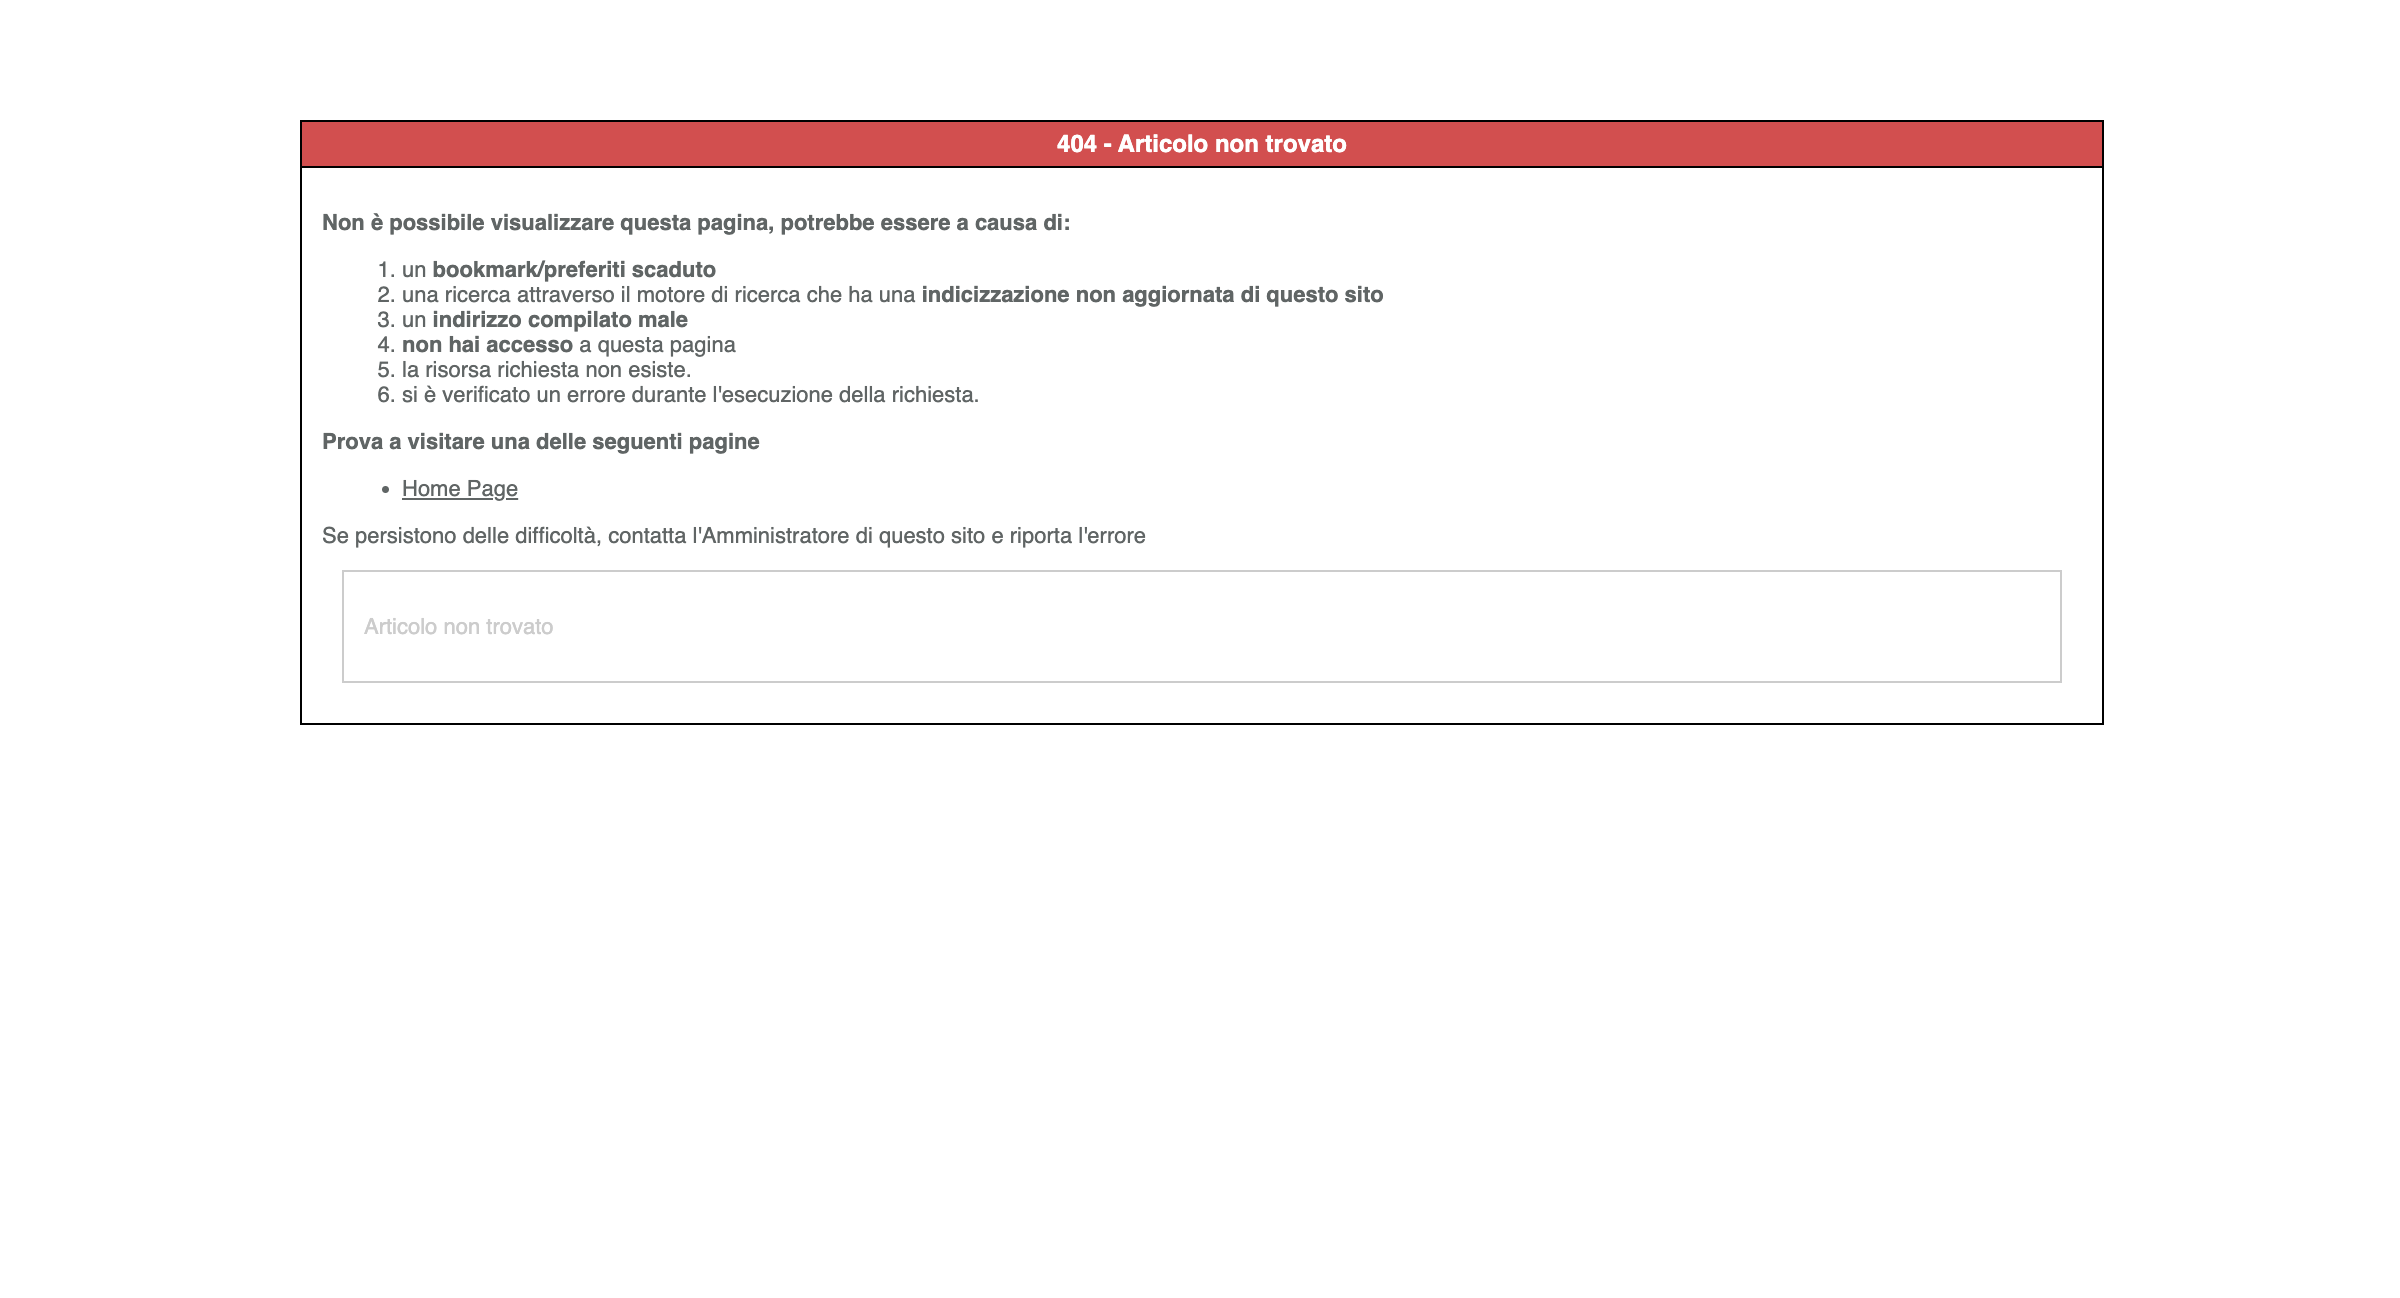 404 - Articolo non trovato
Non è possibile visualizzare questa pagina, potrebbe essere a causa di:
1. un bookmark/preferiti scaduto
2. una ricerca attraverso il motore di ricerca che ha una indicizzazione non aggiornata di questo sito
3. un indirizzo compilato male
4. non hai accesso a questa pagina
5. la risorsa richiesta non esiste.
6. si è verificato un errore durante l'esecuzione della richiesta.
Prova a visitare una delle seguenti pagine
• Home Page
Se persistono delle difficoltà, contatta l'Amministratore di questo sito e riporta l'errore
Articolo non trovato